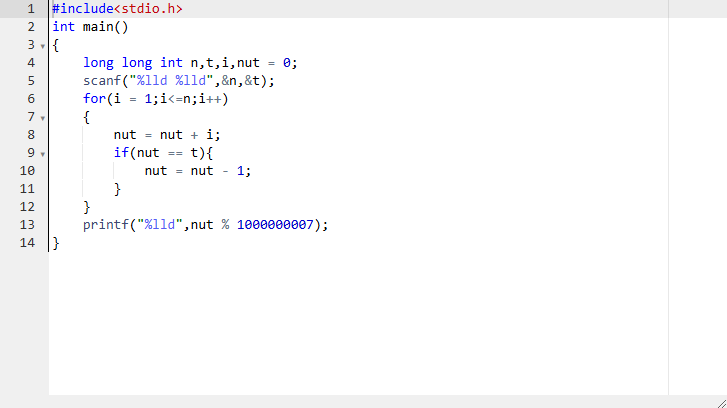 1 #include<stdio.h>
2 int main()
3 {
4     long long int n,t,i,nut = 0;
5     scanf("%lld %lld",&n,&t);
6     for(i = 1;i<=n;i++)
7     {
8         nut = nut + i;
9         if(nut == t){
10             nut = nut - 1;
11         }
12     }
13     printf("%lld",nut % 1000000007);
14 }